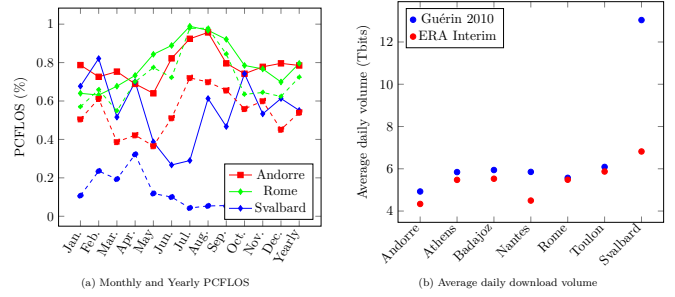 1
0.8
0.6
0.4
0.2
0
PCFLOS (%)
Andorre
Rome
Svalbard
Jan.
Feb.
Mar.
Apr.
May
Jun.
Jul.
Aug.
Sep.
Oct.
Nov.
Dec.
Yearly
(a) Monthly and Yearly PCFLOS
Guérin 2010
ERA Interim
12
10
8
6
4
Average daily volume (Tbits)
Andorre
Athens
Badajoz
Nantes
Rome
Toulon
Svalbard
(b) Average daily download volume